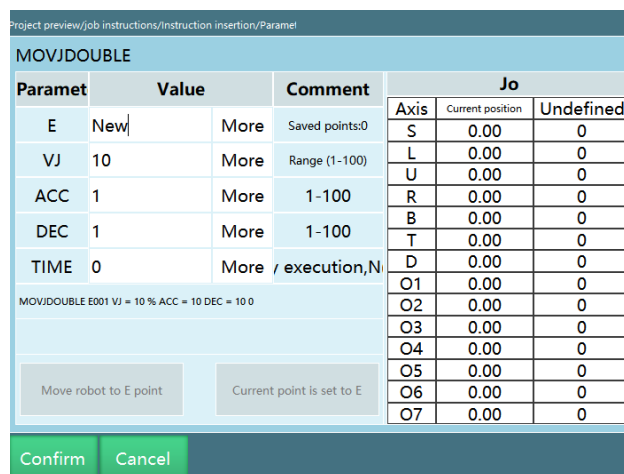 Project preview/job instructions/Instruction insertion/Paramet
MOVJDOUBLE
Paramet Value Comment
E New More Saved points:0
VJ 10 More Range (1-100)
ACC 1 More 1-100
DEC 1 More 1-100
TIME 0 More y execution,N
MOVJDOUBLE E001 VJ = 10 % ACC = 10 DEC = 10 0
Move robot to E point Current point is set to E
Jo
Axis Current position Undefined
S 0.00 0
L 0.00 0
U 0.00 0
R 0.00 0
B 0.00 0
T 0.00 0
D 0.00 0
O1 0.00 0
O2 0.00 0
O3 0.00 0
O4 0.00 0
O5 0.00 0
O6 0.00 0
O7 0.00 0
Confirm Cancel